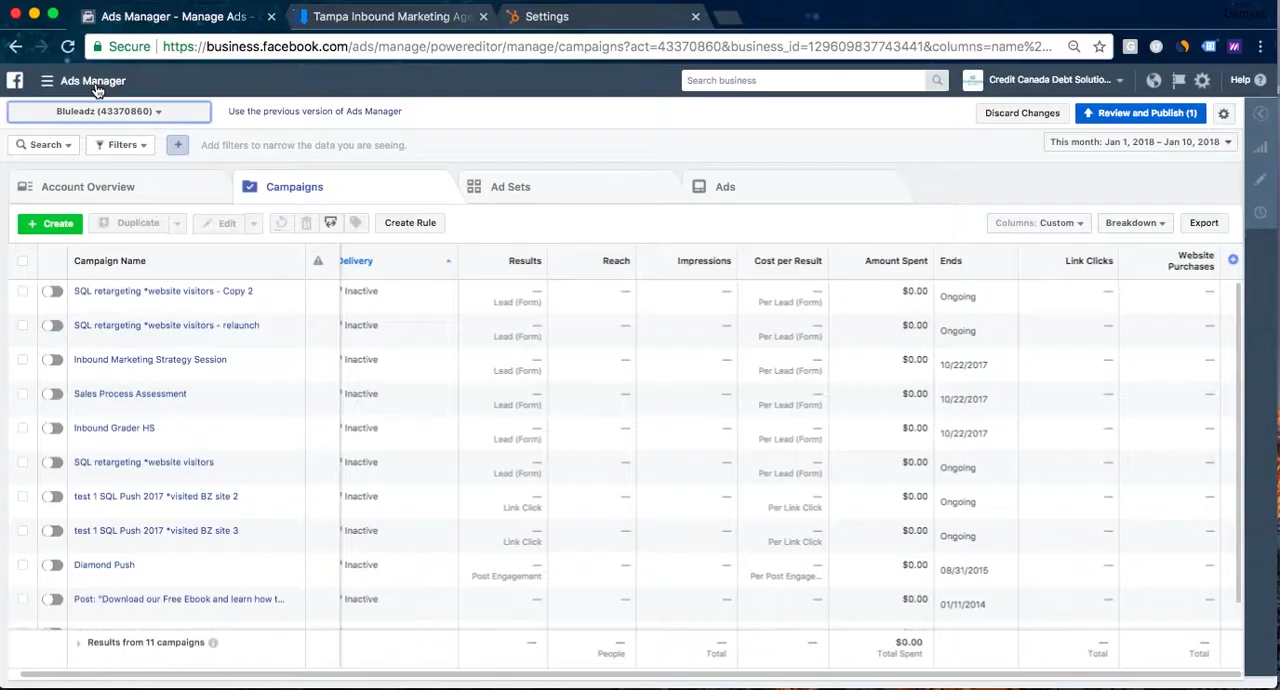 Ads Manager - Manage Ads -
Tampa Inbound Marketing Age
Settings
Secure
https://business.facebook.com/ads/manage/powereditor/manage/campaigns?act=43370860&business_id=129609837743441&columns=name%2...
Ads Manager
Search business
Credit Canada Debt Solutio...
Help
Bluleadz (43370860)
Use the previous version of Ads Manager
Discard Changes
Review and Publish (1)
Search
Filters
Add filters to narrow the data you are seeing.
This month: Jan 1, 2018 – Jan 10, 2018
Account Overview
Campaigns
Ad Sets
Ads
+ Create
Duplicate
Edit
Create Rule
Columns: Custom
Breakdown
Export
Campaign Name
Delivery
Results
Reach
Impressions
Cost per Result
Amount Spent
Ends
Link Clicks
Website
Purchases
SQL retargeting *website visitors - Copy 2
Inactive
—
Lead (Form)
—
—
—
Per Lead (Form)
$0.00
Ongoing
—
—
SQL retargeting *website visitors - relaunch
Inactive
—
Lead (Form)
—
—
—
Per Lead (Form)
$0.00
Ongoing
—
—
Inbound Marketing Strategy Session
Inactive
—
Lead (Form)
—
—
—
Per Lead (Form)
$0.00
10/22/2017
—
—
Sales Process Assessment
Inactive
—
Lead (Form)
—
—
—
Per Lead (Form)
$0.00
10/22/2017
—
—
Inbound Grader HS
Inactive
—
Lead (Form)
—
—
—
Per Lead (Form)
$0.00
10/22/2017
—
—
SQL retargeting *website visitors
Inactive
—
Lead (Form)
—
—
—
Per Lead (Form)
$0.00
Ongoing
—
—
test 1 SQL Push 2017 *visited BZ site 2
Inactive
—
Link Click
—
—
—
Per Link Click
$0.00
Ongoing
—
—
test 1 SQL Push 2017 *visited BZ site 3
Inactive
—
Link Click
—
—
—
Per Link Click
$0.00
Ongoing
—
—
Diamond Push
Inactive
—
Post Engagement
—
—
—
Per Post Engage...
$0.00
08/31/2015
—
—
Post: "Download our Free Ebook and learn how t...
Inactive
—
—
—
—
$0.00
01/11/2014
—
—
Results from 11 campaigns
—
—
People
—
Total
—
$0.00
Total Spent
—
Total
—
Total